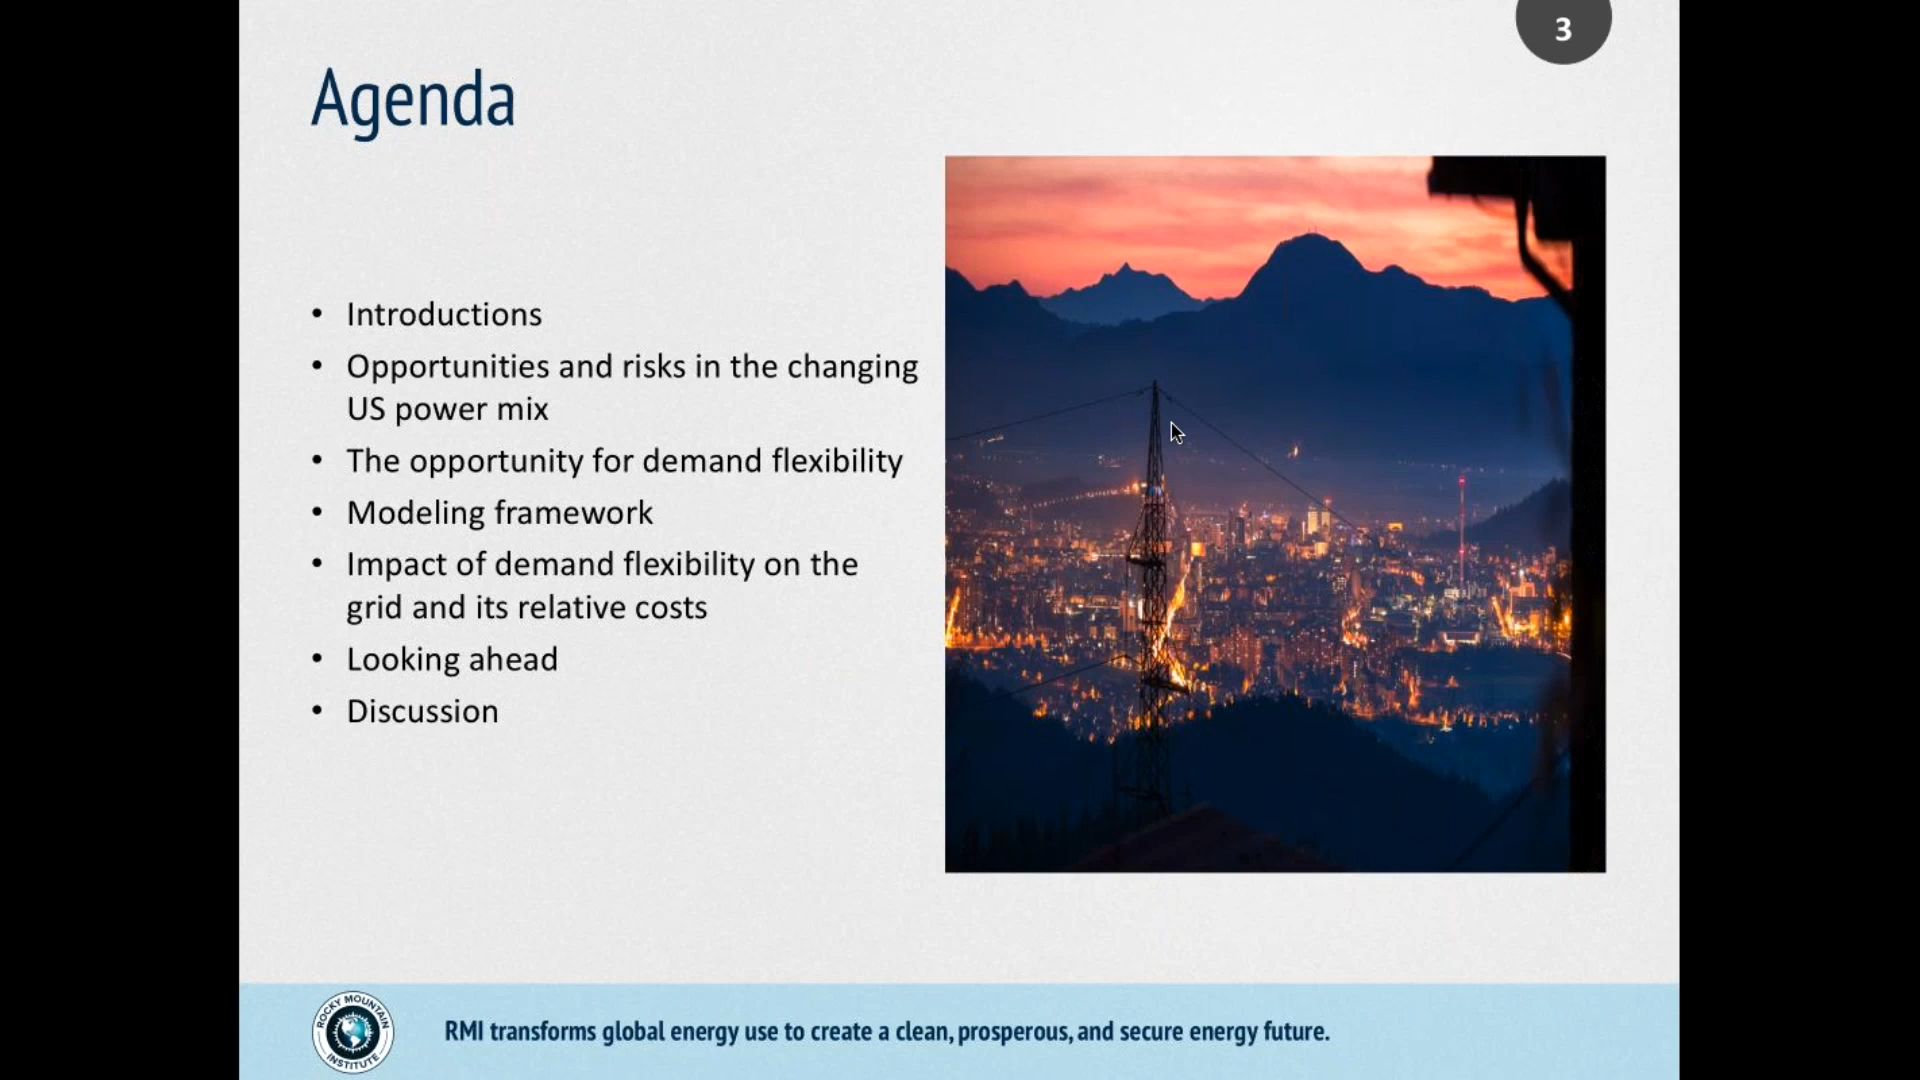 3
Agenda
• Introductions
• Opportunities and risks in the changing
US power mix
• The opportunity for demand flexibility
• Modeling framework
• Impact of demand flexibility on the
grid and its relative costs
• Looking ahead
• Discussion
ROCKY MOUNTAIN
INSTITUTE
RMI transforms global energy use to create a clean, prosperous, and secure energy future.